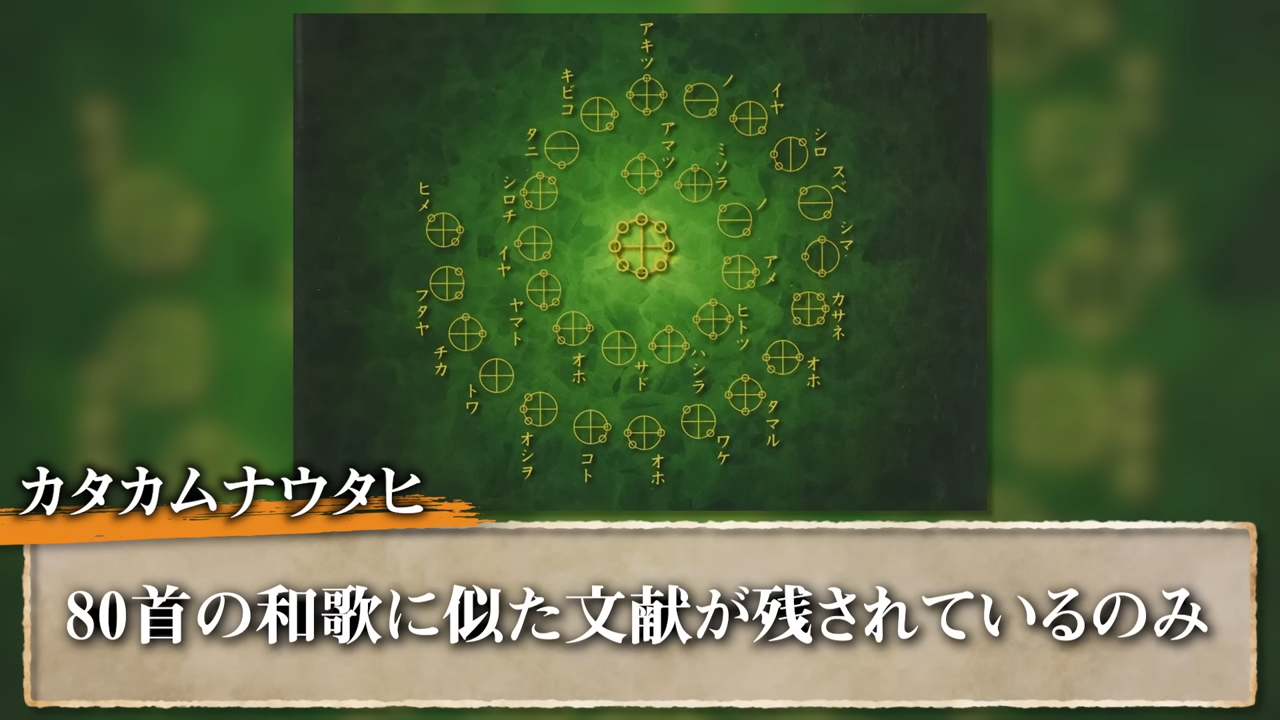 アマツ
ミソラ
ノ
アメ
ヒトツ
ハシラ
サド
オホ
ヤマト
イヤ
シロチ
タニ
キビコ
アキツ
ノ
イヤ
シロ
スベ
シマ
カサネ
オホ
タマル
ワケ
オホ
コト
オシヲ
トワ
チカ
フタヤ
ヒメ
カタカムナウタヒ
80首の和歌に似た文献が残されているのみ